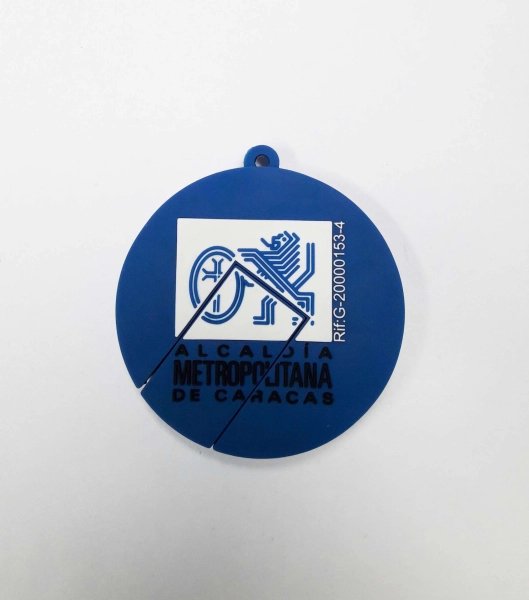 Rif:G-20000153-4
ALCALDÍA
METROPOLITANA
DE CARACAS